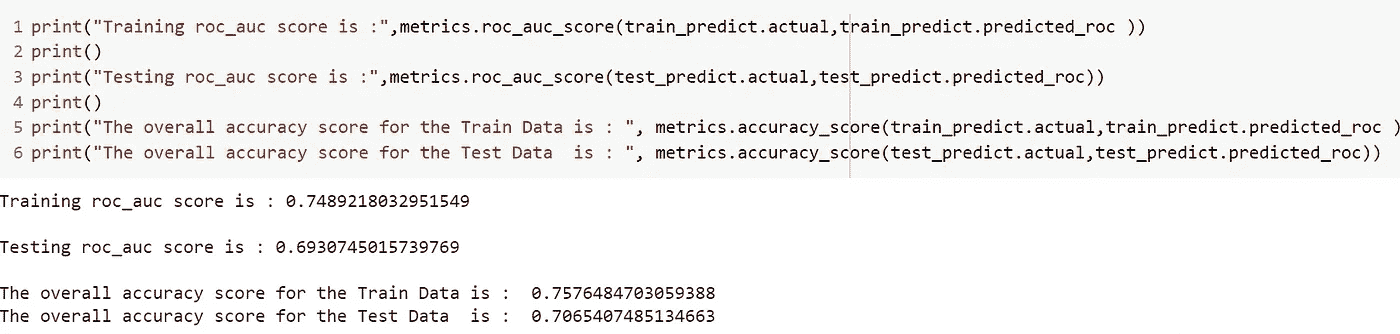 1 print("Training roc_auc score is :",metrics.roc_auc_score(train_predict.actual,train_predict.predicted_roc ))
2 print()
3 print("Testing roc_auc score is :",metrics.roc_auc_score(test_predict.actual,test_predict.predicted_roc))
4 print()
5 print("The overall accuracy score for the Train Data is : ", metrics.accuracy_score(train_predict.actual,train_predict.predicted_roc )
6 print("The overall accuracy score for the Test Data  is : ", metrics.accuracy_score(test_predict.actual,test_predict.predicted_roc))
Training roc_auc score is : 0.7489218032951549
Testing roc_auc score is : 0.6930745015739769
The overall accuracy score for the Train Data is :  0.7576484703059388
The overall accuracy score for the Test Data  is :  0.7065407485134663